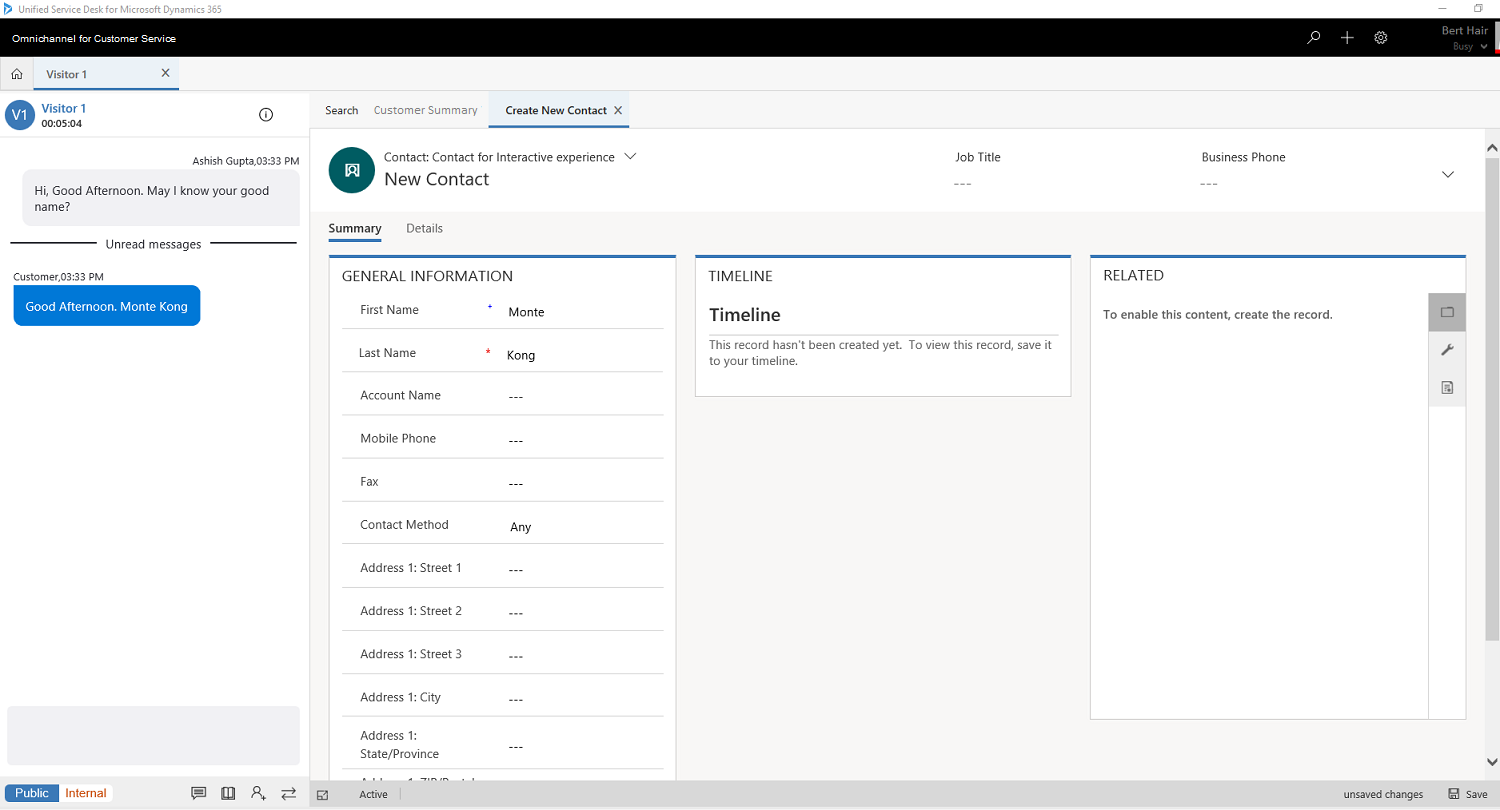 Unified Service Desk for Microsoft Dynamics 365
Omnichannel for Customer Service
Bert Hair
Busy
Visitor 1
V1
Visitor 1
00:05:04
Ashish Gupta,03:33 PM
Hi, Good Afternoon. May I know your good
name?
Unread messages
Customer,03:33 PM
Good Afternoon. Monte Kong
Public
Internal
Search
Customer Summary
Create New Contact
Contact: Contact for Interactive experience
New Contact
Job Title
---
Business Phone
---
Summary
Details
GENERAL INFORMATION
First Name
+
Monte
Last Name
*
Kong
Account Name
---
Mobile Phone
---
Fax
---
Contact Method
Any
Address 1: Street 1
---
Address 1: Street 2
---
Address 1: Street 3
---
Address 1: City
---
Address 1:
State/Province
---
TIMELINE
Timeline
This record hasn't been created yet.  To view this record, save it
to your timeline.
RELATED
To enable this content, create the record.
Active
unsaved changes
Save